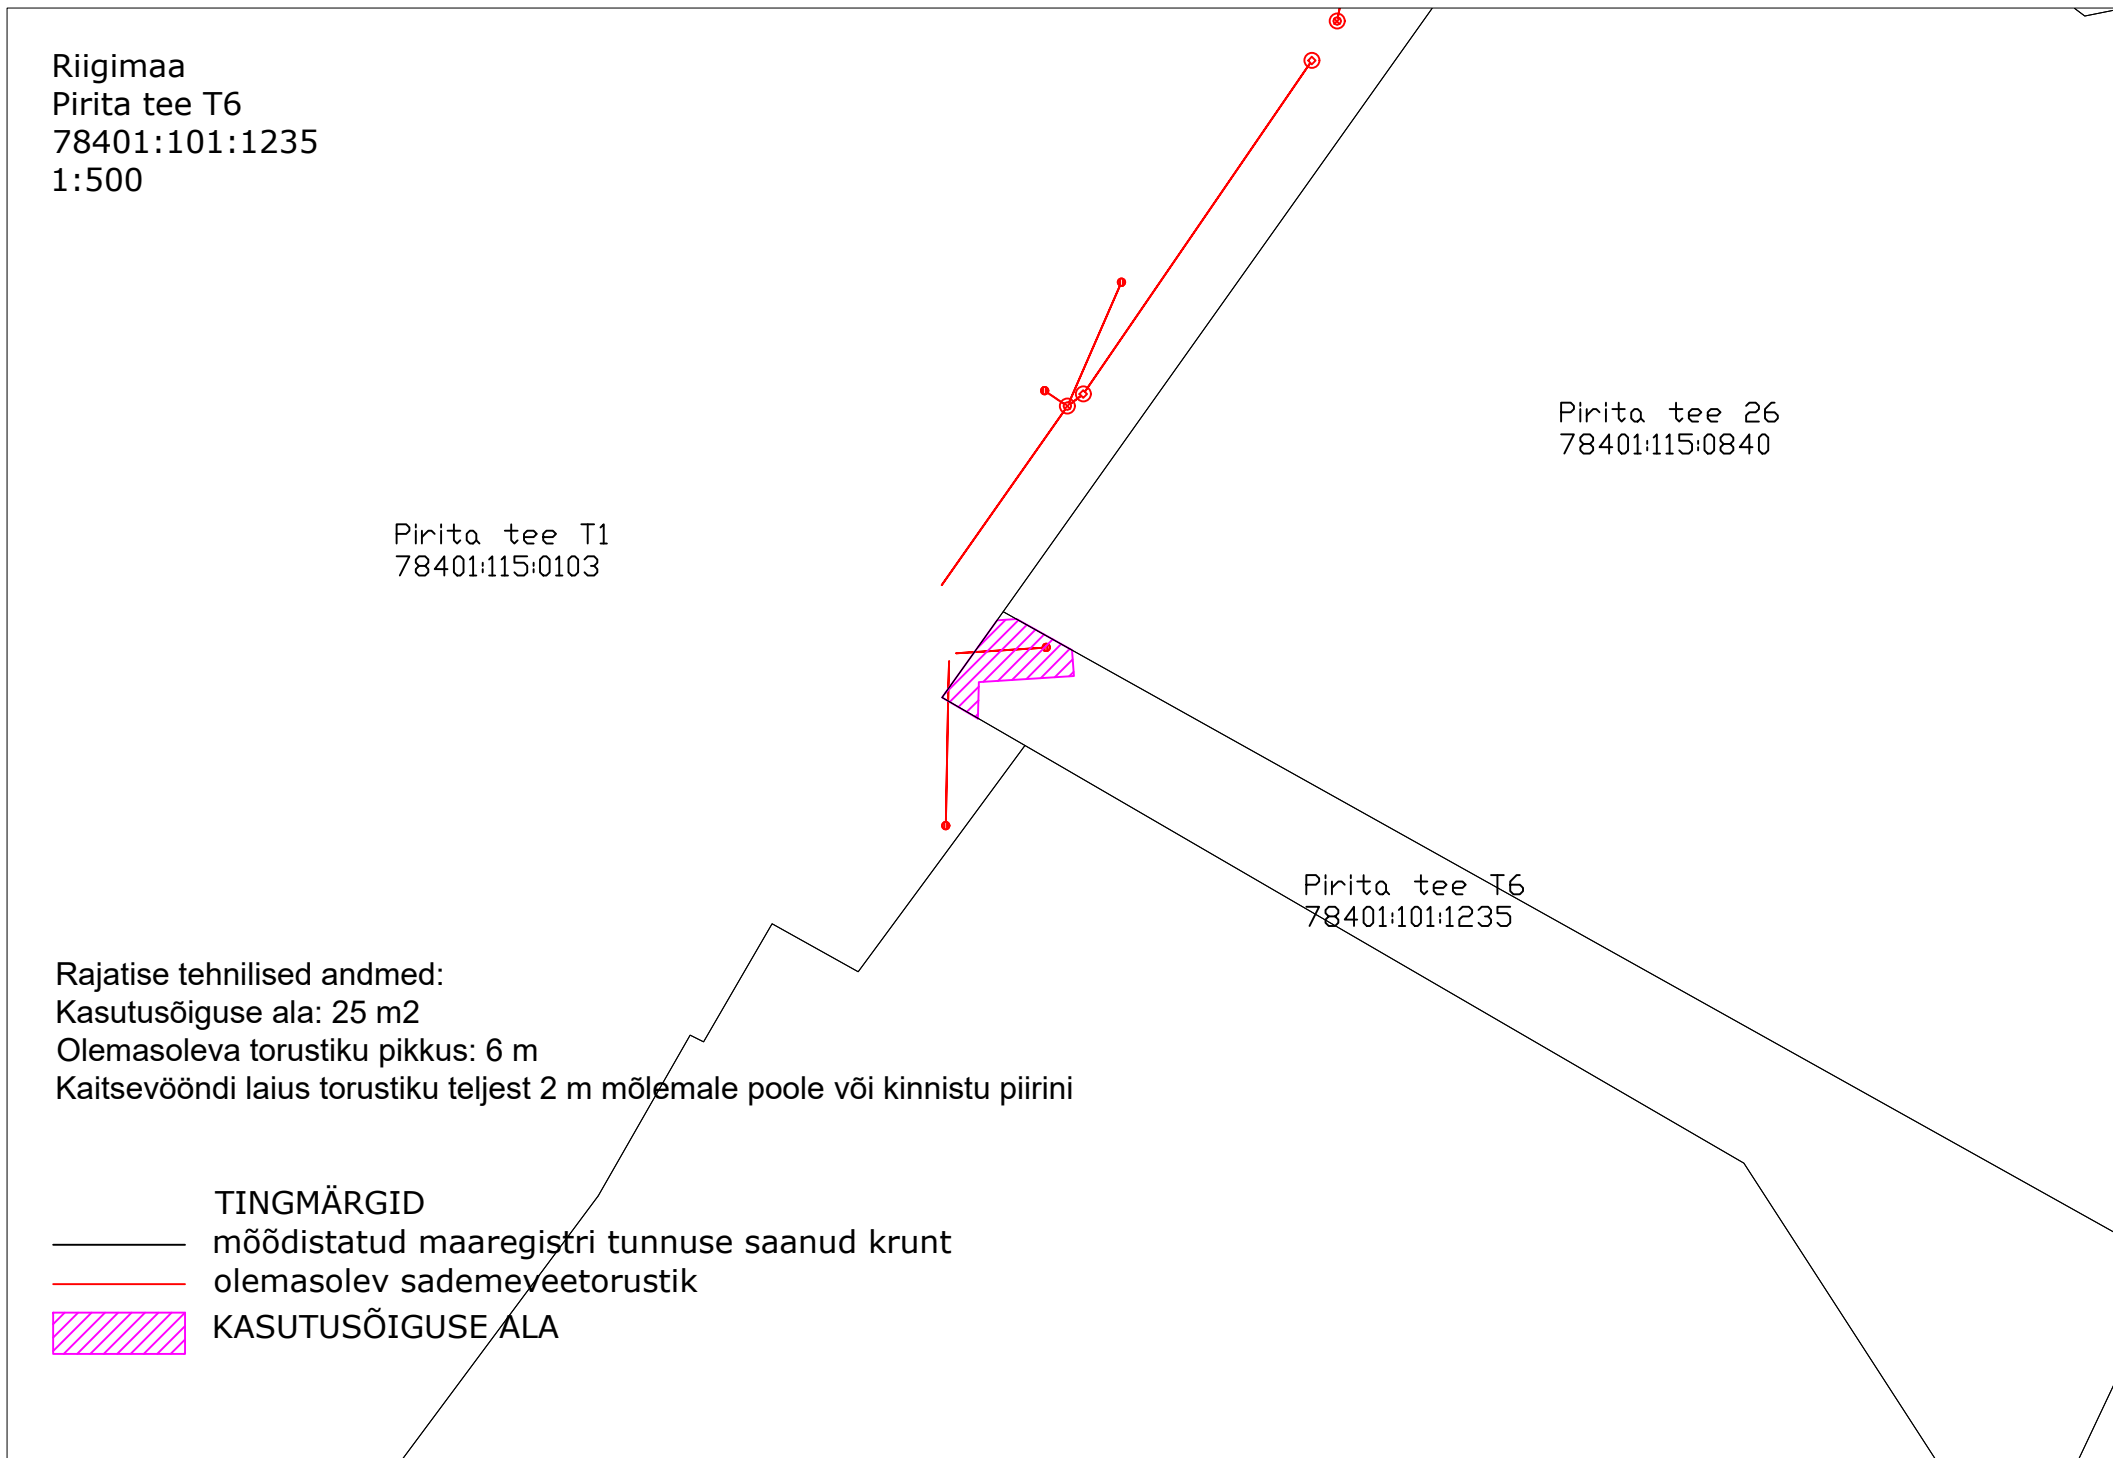 Riigimaa
Pirita tee T6
78401:101:1235
1:500
Pirita tee 26
78401:115:0840
Pirita tee T1
78401:115:0103
Pirita tee T6
78401:101:1235
Rajatise tehnilised andmed:
Kasutusõiguse ala: 25 m2
Olemasoleva torustiku pikkus: 6 m
Kaitsevööndi laius torustiku teljest 2 m mõlemale poole või kinnistu piirini
TINGMÄRGID
mõõdistatud maaregistri tunnuse saanud krunt
olemasolev sademeveetorustik
KASUTUSÕIGUSE ALA